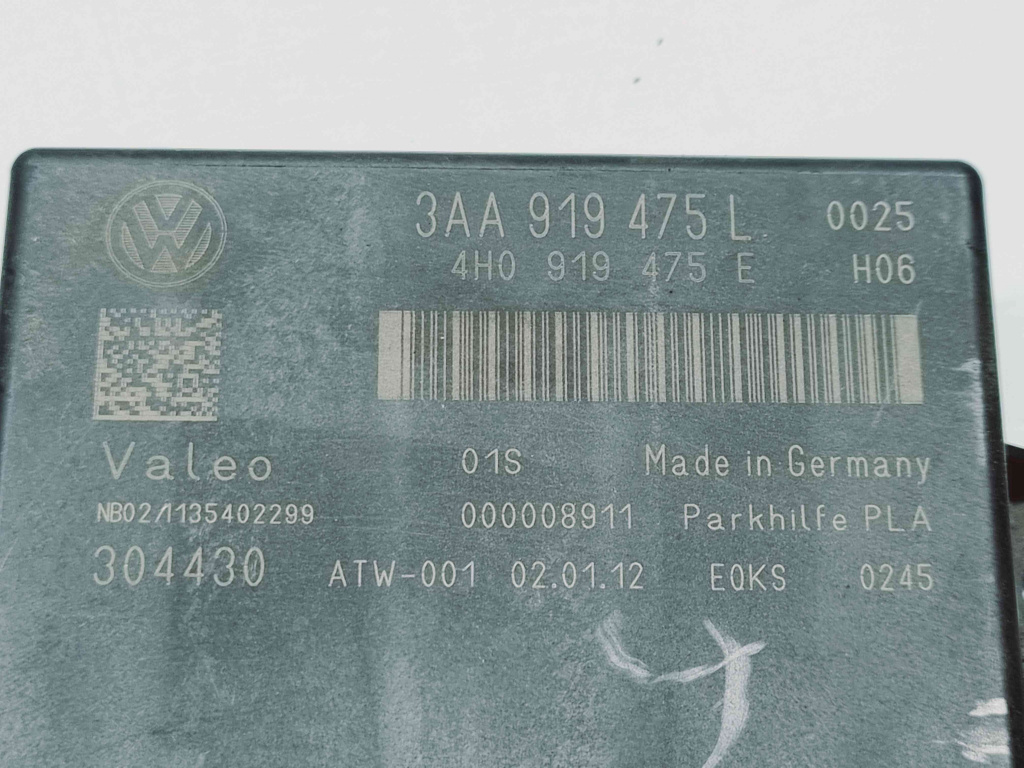 3AA 919 475 L 0025
4H0 919 475 E H06
Valeo 01S Made in Germany
NB02/1135402299 000008911 Parkhilfe PLA
304430 ATW-001 02.01.12 E0KS 0245